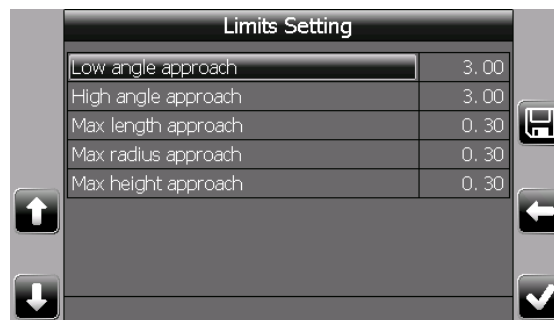 Limits Setting
Low angle approach 3.00
High angle approach 3.00
Max length approach 0.30
Max radius approach 0.30
Max height approach 0.30